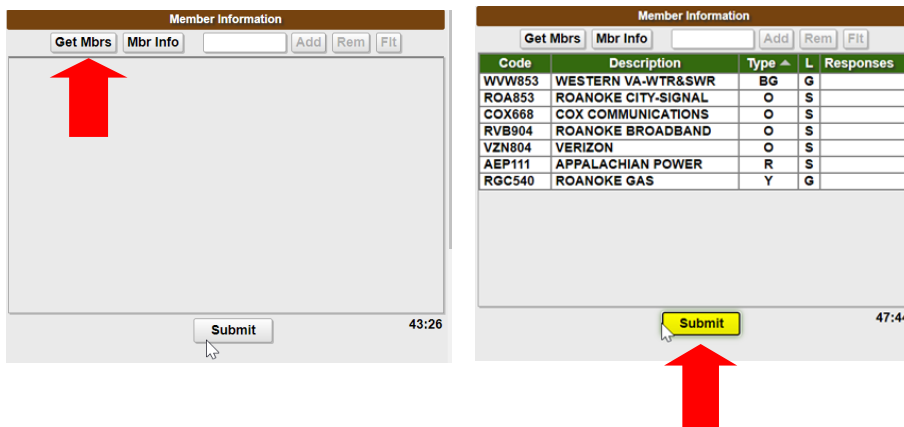 Member Information
Get Mbrs Mbr Info Add Rem Flt
Submit
43:26
Member Information
Get Mbrs Mbr Info Add Rem Flt
Code Description Type L Responses
WVW853 WESTERN VA-WTR&SWR BG G
ROA853 ROANOKE CITY-SIGNAL O S
COX668 COX COMMUNICATIONS O S
RVB904 ROANOKE BROADBAND O S
VZN804 VERIZON O S
AEP111 APPALACHIAN POWER R S
RGC540 ROANOKE GAS Y G
Submit
47:44